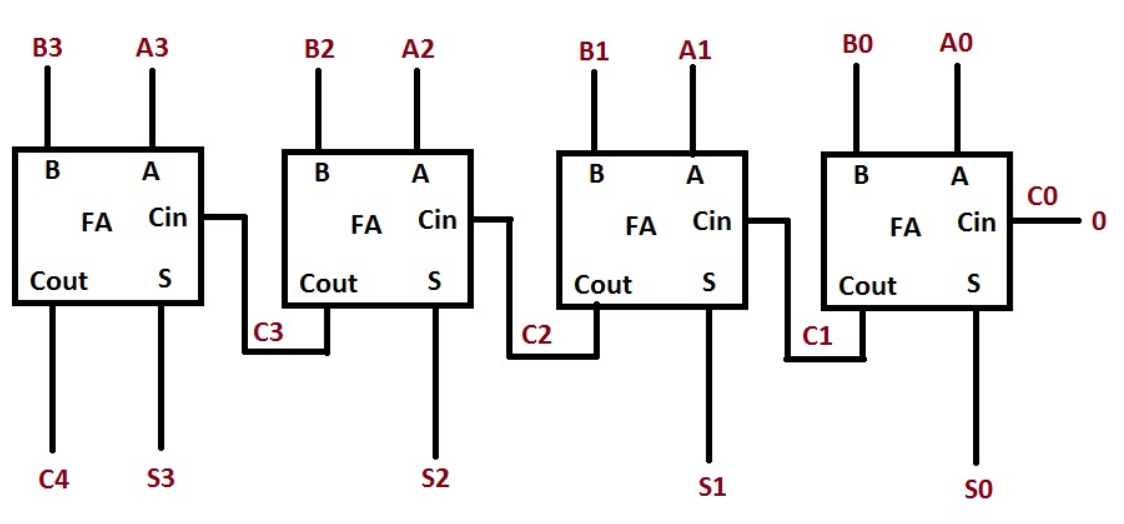 B3 A3 B2 A2 B1 A1 B0 A0
B A B A B A B A
C0
FA Cin FA Cin FA Cin FA Cin 0
Cout S Cout S Cout S Cout S
C3 C2 C1
C4 S3 S2 S1 S0